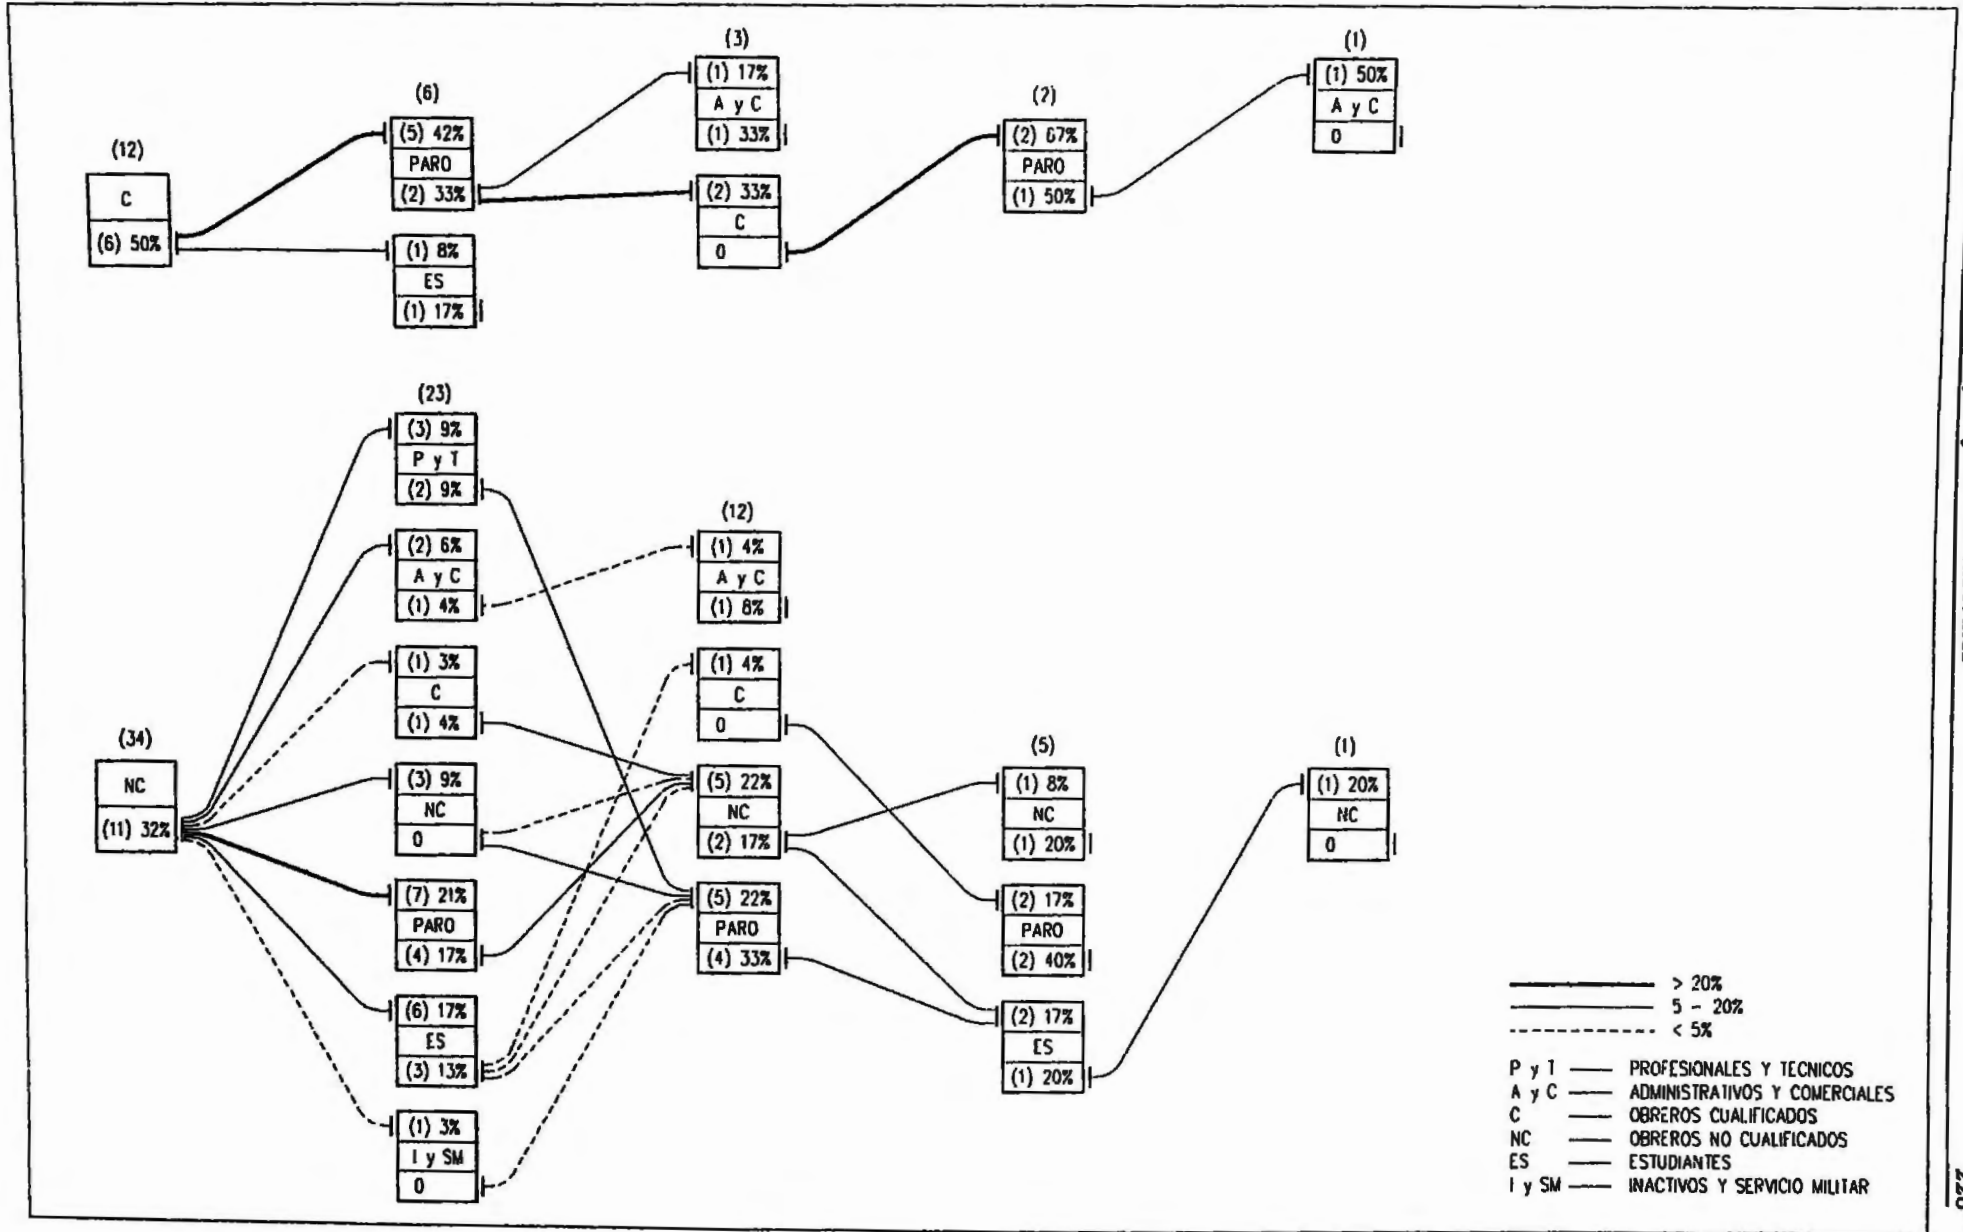 (12)
C
(6) 50%
(6)
(5) 42%
PARO
(2) 33%
(1) 8%
ES
(1) 17%
(3)
(1) 17%
A y C
(1) 33%
(2) 33%
C
0
(2)
(2) 67%
PARO
(1) 50%
(1)
(1) 50%
A y C
0
(34)
NC
(11) 32%
(23)
(3) 9%
P y T
(2) 9%
(2) 6%
A y C
(1) 4%
(1) 3%
C
(1) 4%
(3) 9%
NC
0
(7) 21%
PARO
(4) 17%
(6) 17%
ES
(3) 13%
(1) 3%
I y SM
0
(12)
(1) 4%
A y C
(1) 8%
(1) 4%
C
0
(5) 22%
NC
(2) 17%
(5) 22%
PARO
(4) 33%
(5)
(1) 8%
NC
(1) 20%
(2) 17%
PARO
(2) 40%
(2) 17%
ES
(1) 20%
(1)
(1) 20%
NC
0
> 20%
5 - 20%
< 5%
P y T — PROFESIONALES Y TECNICOS
A y C — ADMINISTRATIVOS Y COMERCIALES
C — OBREROS CUALIFICADOS
NC — OBREROS NO CUALIFICADOS
ES — ESTUDIANTES
I y SM — INACTIVOS Y SERVICIO MILITAR